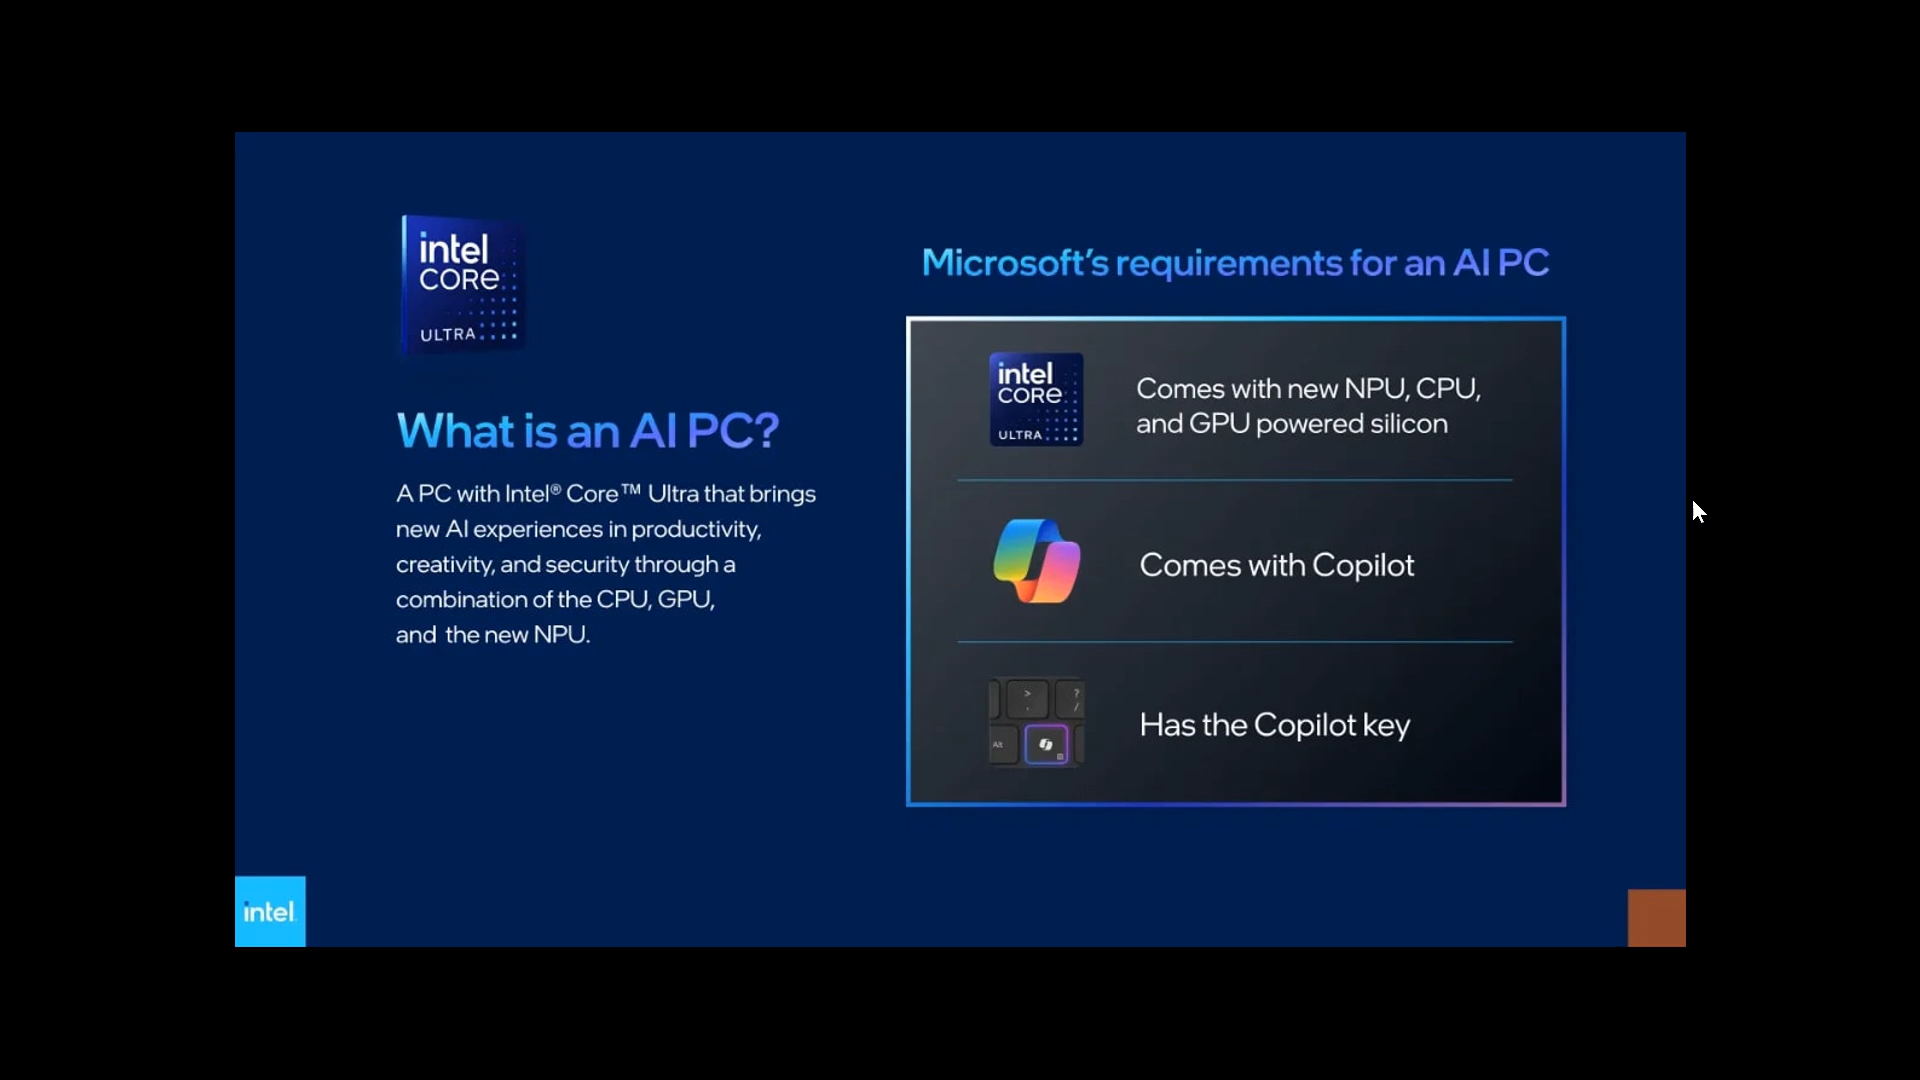 intel
CORE
ULTRA
What is an AI PC?
A PC with Intel® Core™ Ultra that brings
new AI experiences in productivity,
creativity, and security through a
combination of the CPU, GPU,
and the new NPU.
Microsoft's requirements for an AI PC
intel
CORE
ULTRA
Comes with new NPU, CPU,
and GPU powered silicon
Comes with Copilot
> ?
. /
Alt
Has the Copilot key
intel